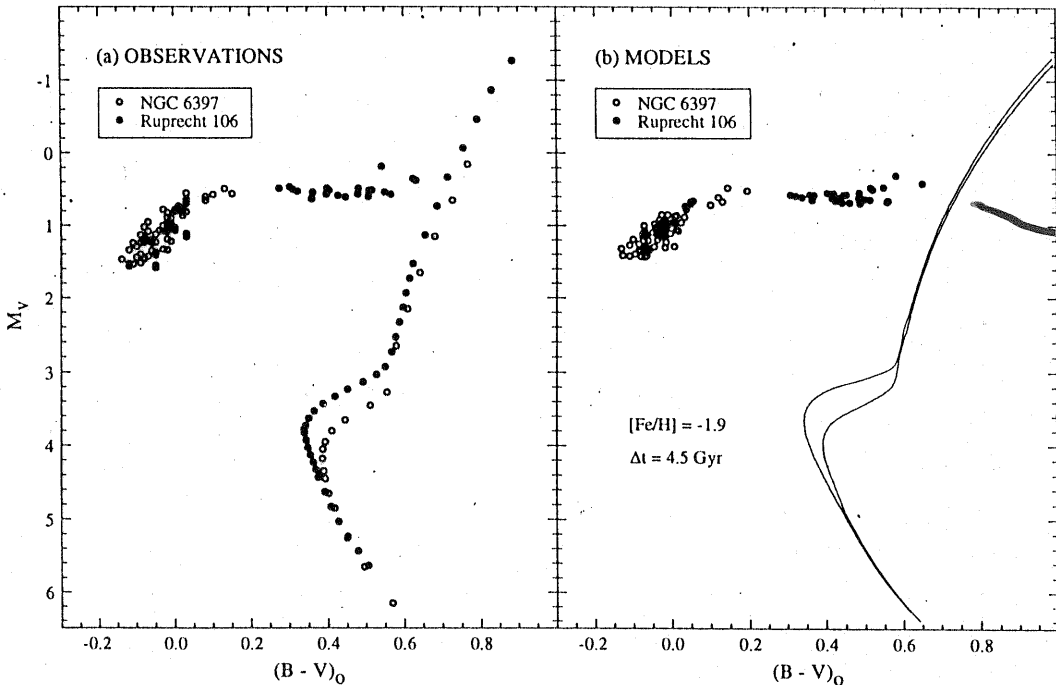 (a) OBSERVATIONS
NGC 6397
Ruprecht 106
(b) MODELS
NGC 6397
Ruprecht 106
-1
0
1
2
3
4
5
6
M_V
[Fe/H] = -1.9
Δt = 4.5 Gyr
-0.2 0.0 0.2 0.4 0.6 0.8
-0.2 0.0 0.2 0.4 0.6 0.8
(B - V)_O
(B - V)_O